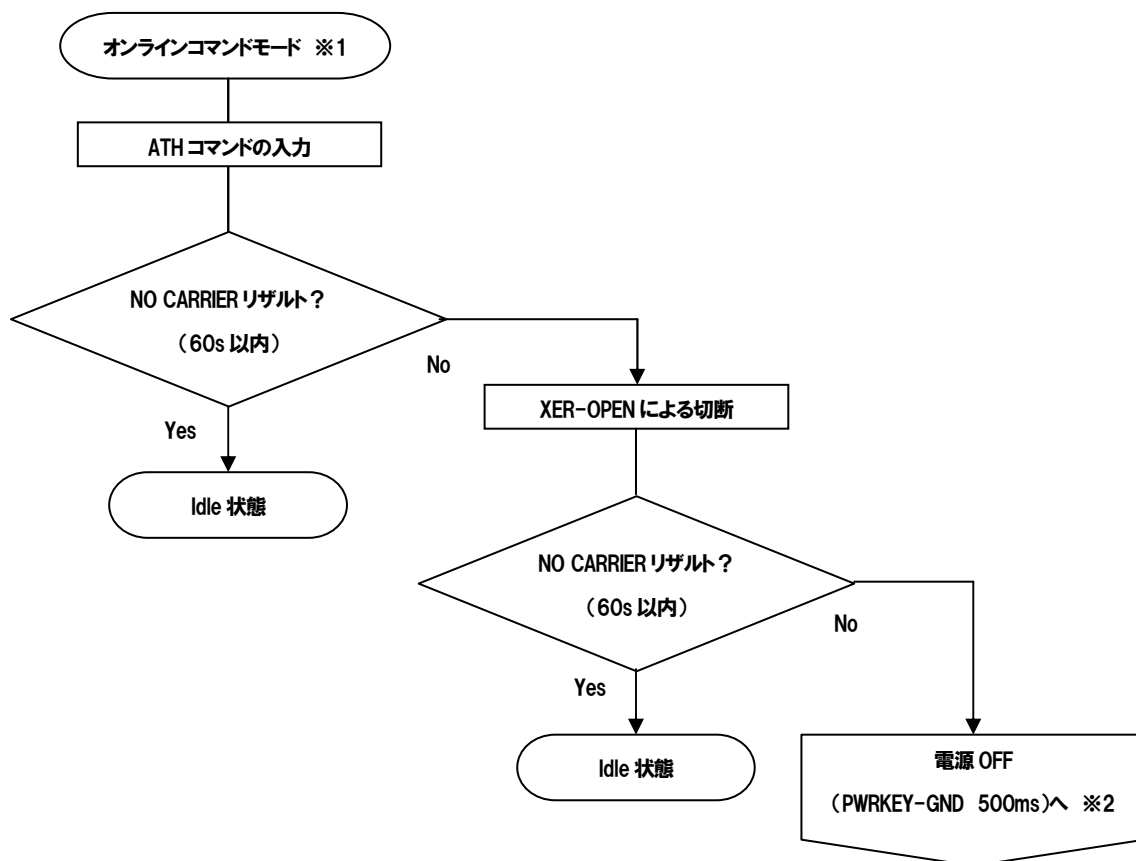 オンラインコマンドモード ※1
ATH コマンドの入力
NO CARRIER リザルト？
（60s 以内）
No
Yes
XER-OPEN による切断
Idle 状態
NO CARRIER リザルト？
（60s 以内）
No
Yes
Idle 状態
電源 OFF
（PWRKEY-GND 500ms）へ ※2